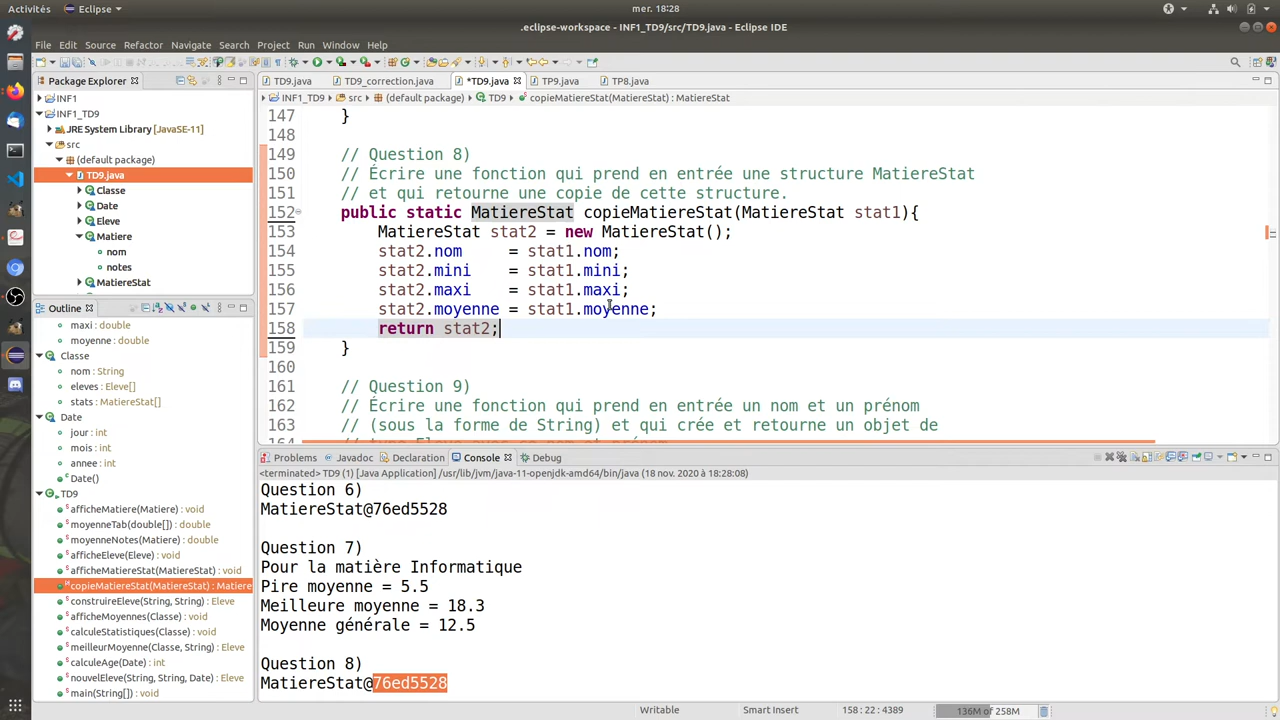 Activités
Eclipse
mer. 18:28
.eclipse-workspace - INF1_TD9/src/TD9.java - Eclipse IDE
File Edit Source Refactor Navigate Search Project Run Window Help
Package Explorer
INF1
INF1_TD9
JRE System Library [JavaSE-11]
src
(default package)
TD9.java
Classe
Date
Eleve
Matiere
nom
notes
MatiereStat
Outline
maxi : double
moyenne : double
Classe
nom : String
eleves : Eleve[]
stats : MatiereStat[]
Date
jour : int
mois : int
annee : int
Date()
TD9
afficheMatiere(Matiere) : void
moyenneTab(double[]) : double
moyenneNotes(Matiere) : double
afficheEleve(Eleve) : void
afficheMatiereStat(MatiereStat) : void
copieMatiereStat(MatiereStat) : Matiere
construireEleve(String, String) : Eleve
afficheMoyennes(Classe) : void
calculeStatistiques(Classe) : void
meilleurMoyenne(Classe, String) : Eleve
calculeAge(Date) : int
nouvelEleve(String, String, Date) : Eleve
main(String[]) : void
TD9.java TD9_correction.java *TD9.java TP9.java TP8.java
INF1_TD9 src (default package) TD9 copieMatiereStat(MatiereStat) : MatiereStat
147 }
148
149 // Question 8)
150 // Écrire une fonction qui prend en entrée une structure MatiereStat
151 // et qui retourne une copie de cette structure.
152 public static MatiereStat copieMatiereStat(MatiereStat stat1){
153 MatiereStat stat2 = new MatiereStat();
154 stat2.nom = stat1.nom;
155 stat2.mini = stat1.mini;
156 stat2.maxi = stat1.maxi;
157 stat2.moyenne = stat1.moyenne;
158 return stat2;
159 }
160
161 // Question 9)
162 // Écrire une fonction qui prend en entrée un nom et un prénom
163 // (sous la forme de String) et qui crée et retourne un objet de
Problems Javadoc Declaration Console Debug
<terminated> TD9 (1) [Java Application] /usr/lib/jvm/java-11-openjdk-amd64/bin/java (18 nov. 2020 à 18:28:08)
Question 6)
MatiereStat@76ed5528
Question 7)
Pour la matière Informatique
Pire moyenne = 5.5
Meilleure moyenne = 18.3
Moyenne générale = 12.5
Question 8)
MatiereStat@76ed5528
Writable
Smart Insert
158 : 22 : 4389
136M of 258M